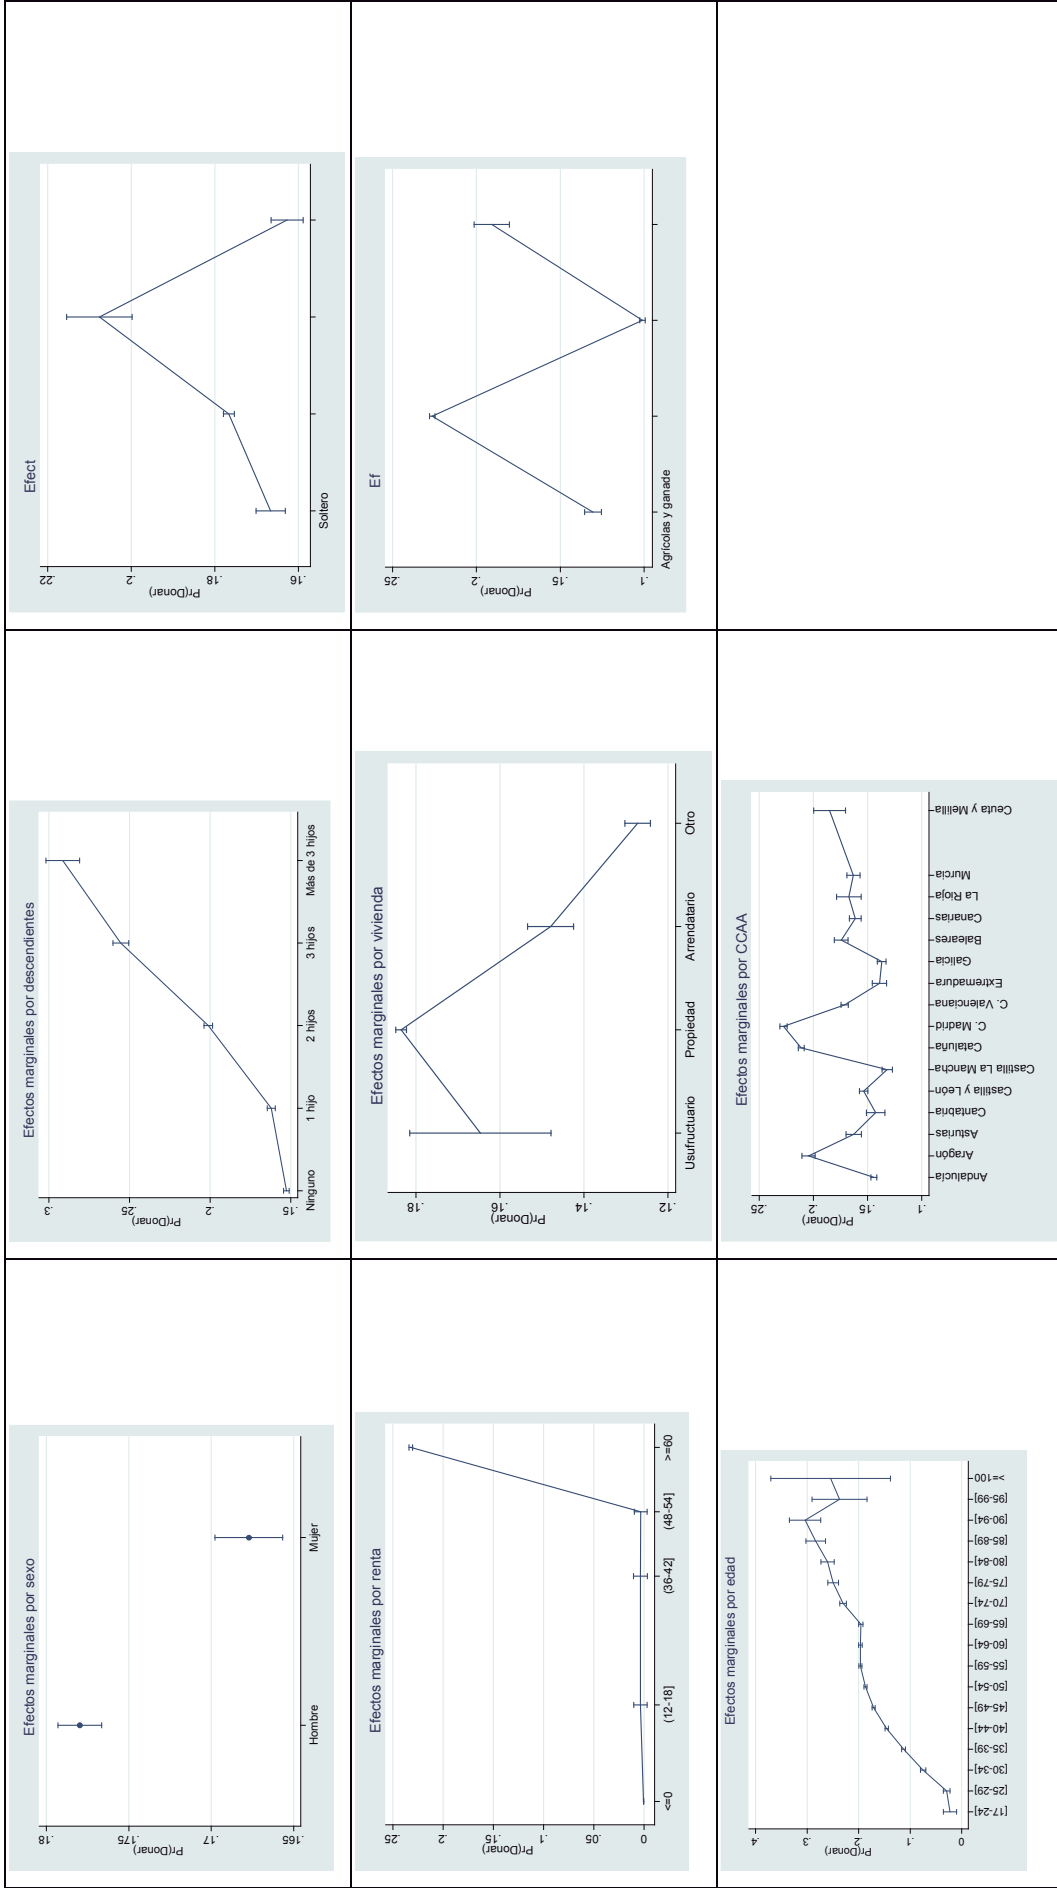 Efectos marginales por sexo
.18
.175
.17
.165
Pr(Donar)
Hombre
Mujer
Efectos marginales por descendientes
.3
.25
.2
.15
Pr(Donar)
Ninguno
1 hijo
2 hijos
3 hijos
Más de 3 hijos
Efect
.22
.2
.18
.16
Pr(Donar)
Soltero
Efectos marginales por renta
.25
.2
.15
.1
.05
0
Pr(Donar)
<=0
(12-18]
(36-42]
(48-54]
>=60
Efectos marginales por vivienda
.18
.16
.14
.12
Pr(Donar)
Usufructuario
Propiedad
Arrendatario
Otro
Ef
.25
.2
.15
.1
Pr(Donar)
Agrícolas y ganade
Efectos marginales por edad
.4
.3
.2
.1
0
Pr(Donar)
[17-24]
[25-29]
[30-34]
[35-39]
[40-44]
[45-49]
[50-54]
[55-59]
[60-64]
[65-69]
[70-74]
[75-79]
[80-84]
[85-89]
[90-94]
[95-99]
>=100
Efectos marginales por CCAA
.25
.2
.15
.1
Pr(Donar)
Andalucía
Aragón
Asturias
Cantabria
Castilla y León
Castilla La Mancha
Cataluña
C. Madrid
C. Valenciana
Extremadura
Galicia
Baleares
Canarias
La Rioja
Murcia
Ceuta y Melilla